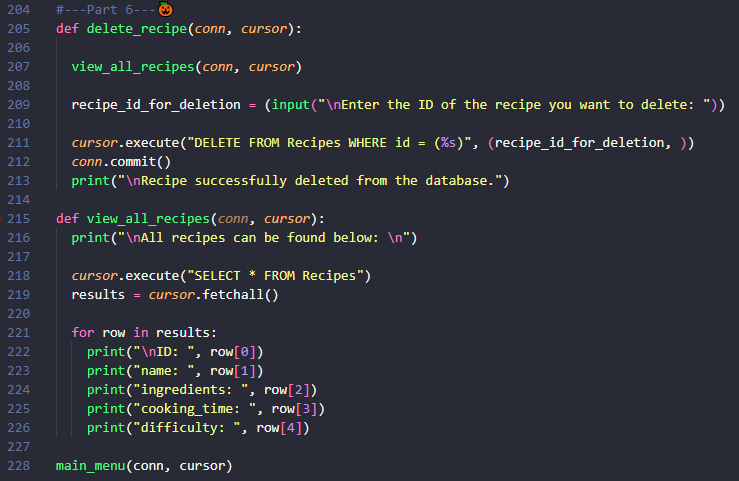 204 #---Part 6---🎃
205 def delete_recipe(conn, cursor):
206
207   view_all_recipes(conn, cursor)
208
209   recipe_id_for_deletion = (input("\nEnter the ID of the recipe you want to delete: "))
210
211   cursor.execute("DELETE FROM Recipes WHERE id = (%s)", (recipe_id_for_deletion, ))
212   conn.commit()
213   print("\nRecipe successfully deleted from the database.")
214
215 def view_all_recipes(conn, cursor):
216   print("\nAll recipes can be found below: \n")
217
218   cursor.execute("SELECT * FROM Recipes")
219   results = cursor.fetchall()
220
221   for row in results:
222     print("\nID: ", row[0])
223     print("name: ", row[1])
224     print("ingredients: ", row[2])
225     print("cooking_time: ", row[3])
226     print("difficulty: ", row[4])
227
228 main_menu(conn, cursor)